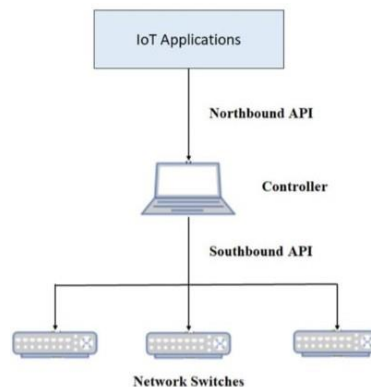 IoT Applications
Northbound API
Controller
Southbound API
Network Switches